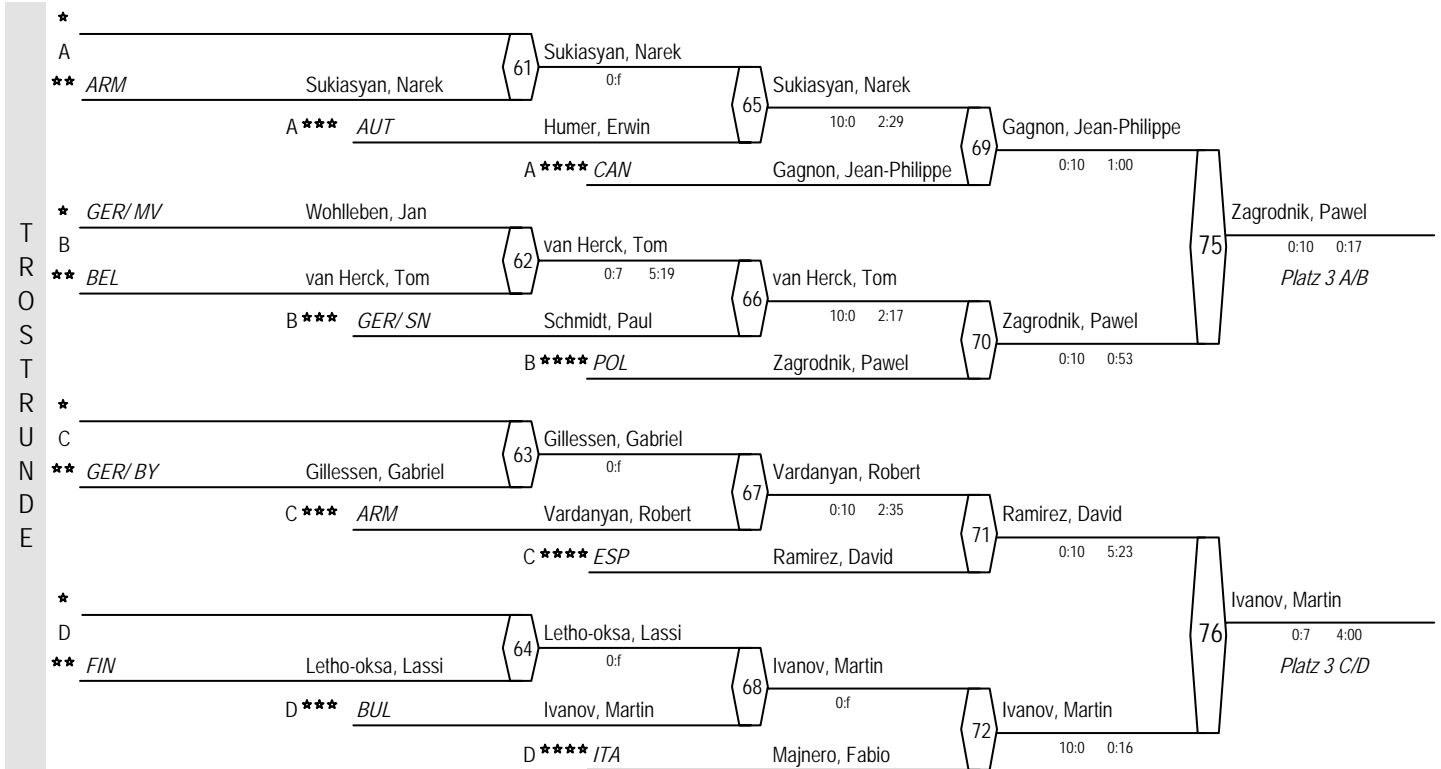 TROSTRUNDE
★
A
61
Sukiasyan, Narek
0:f
★★ ARM Sukiasyan, Narek
65
Sukiasyan, Narek
10:0 2:29
A ★★★ AUT Humer, Erwin
69
Gagnon, Jean-Philippe
0:10 1:00
A ★★★★ CAN Gagnon, Jean-Philippe
75
Zagrodnik, Pawel
0:10 0:17
Platz 3 A/B
★ GER/ MV Wohlleben, Jan
B
62
van Herck, Tom
0:7 5:19
★★ BEL van Herck, Tom
66
van Herck, Tom
10:0 2:17
B ★★★ GER/ SN Schmidt, Paul
70
Zagrodnik, Pawel
0:10 0:53
B ★★★★ POL Zagrodnik, Pawel
★
C
63
Gillessen, Gabriel
0:f
★★ GER/ BY Gillessen, Gabriel
67
Vardanyan, Robert
0:10 2:35
C ★★★ ARM Vardanyan, Robert
71
Ramirez, David
0:10 5:23
C ★★★★ ESP Ramirez, David
76
Ivanov, Martin
0:7 4:00
Platz 3 C/D
★
D
64
Letho-oksa, Lassi
0:f
★★ FIN Letho-oksa, Lassi
68
Ivanov, Martin
0:f
D ★★★ BUL Ivanov, Martin
72
Ivanov, Martin
10:0 0:16
D ★★★★ ITA Majnero, Fabio